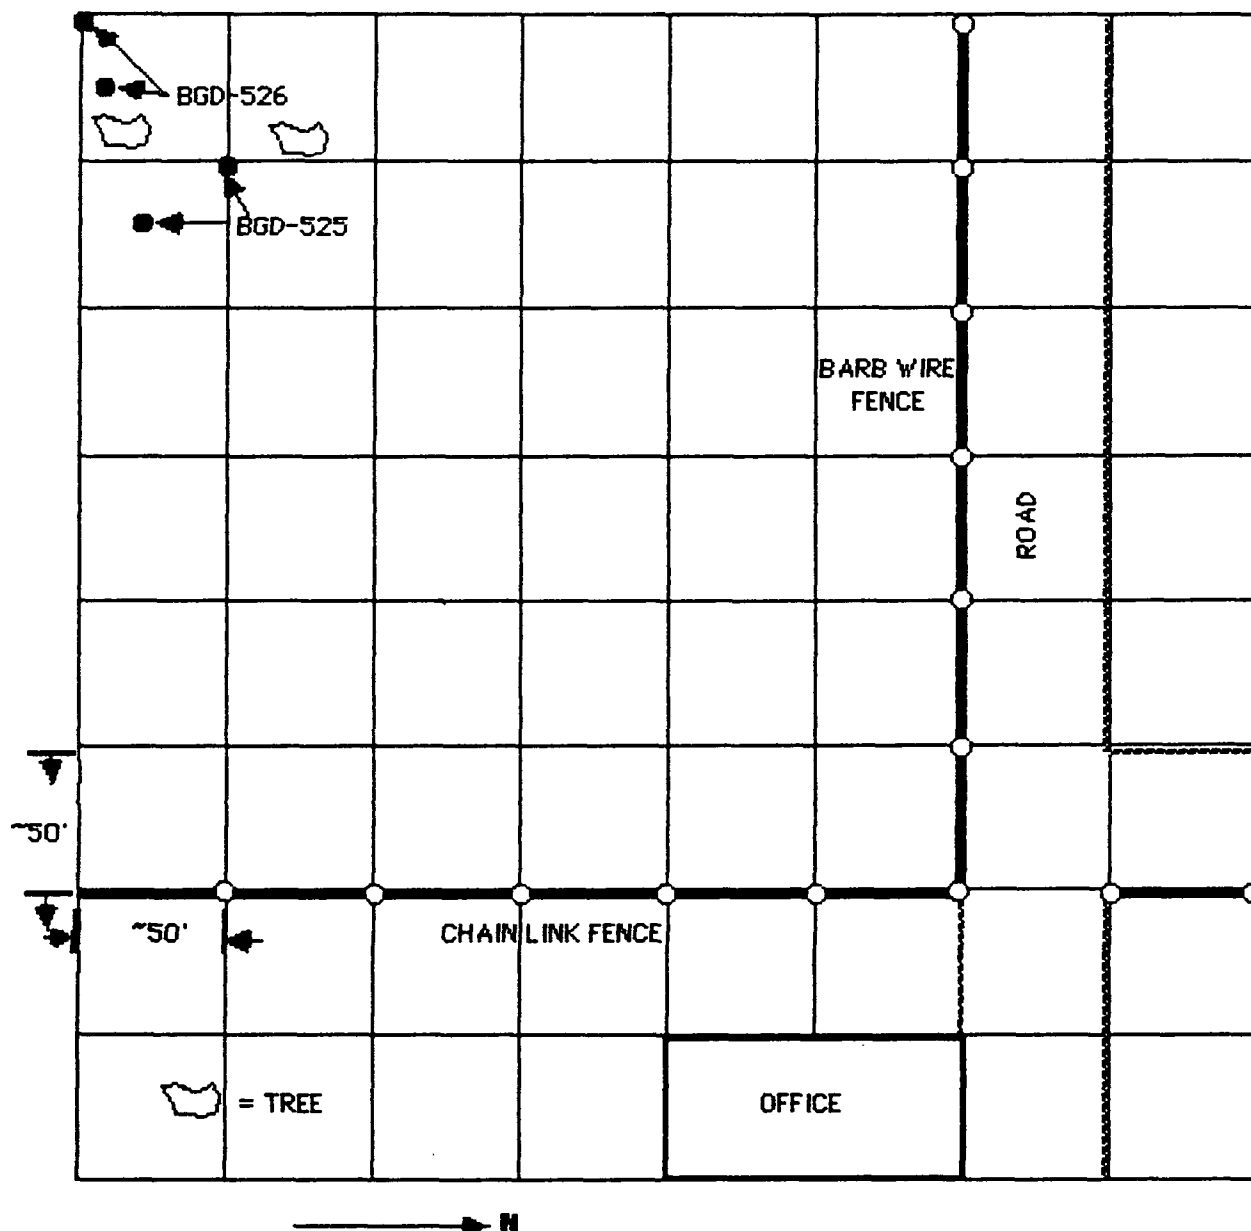 BGD-526
BGD-525
BARB WIRE
FENCE
ROAD
~50'
~50'
CHAIN LINK FENCE
= TREE
OFFICE
N